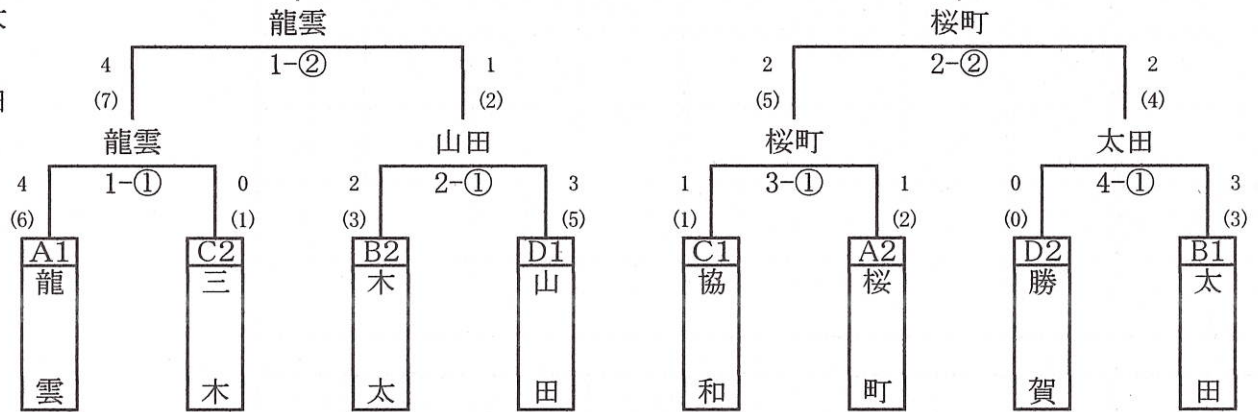 龍雲 桜町
4 1-② 1 2 2-② 2
(7) (2) (5) (4)
龍雲 山田 桜町 太田
4 1-① 0 2 2-① 3 1 3-① 1 0 4-① 3
(6) (1) (3) (5) (1) (2) (0) (3)
A1 C2 B2 D1 C1 A2 D2 B1
龍雲 三木 木太 山田 協和 桜町 勝賀 太田